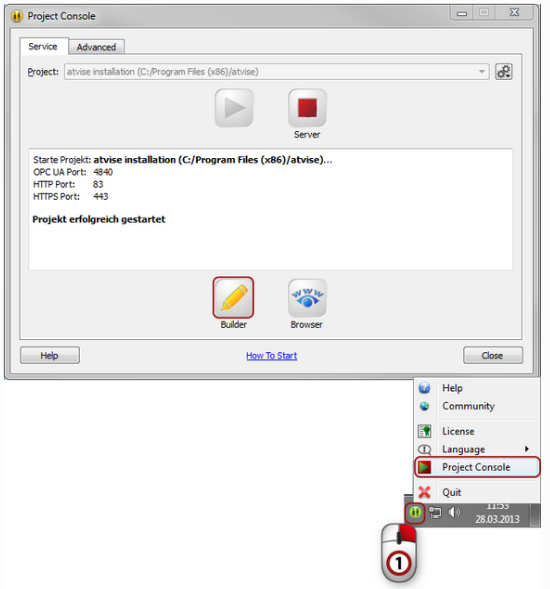 Project Console
Service Advanced
Project: atvise installation (C:/Program Files (x86)/atvise)
Server
Starte Projekt: atvise installation (C:/Program Files (x86)/atvise)...
OPC UA Port: 4840
HTTP Port: 83
HTTPS Port: 443
Projekt erfolgreich gestartet
WWW
Builder Browser
Help How To Start Close
Help
Community
License
Language
Project Console
Quit
11:53
28.03.2013
1